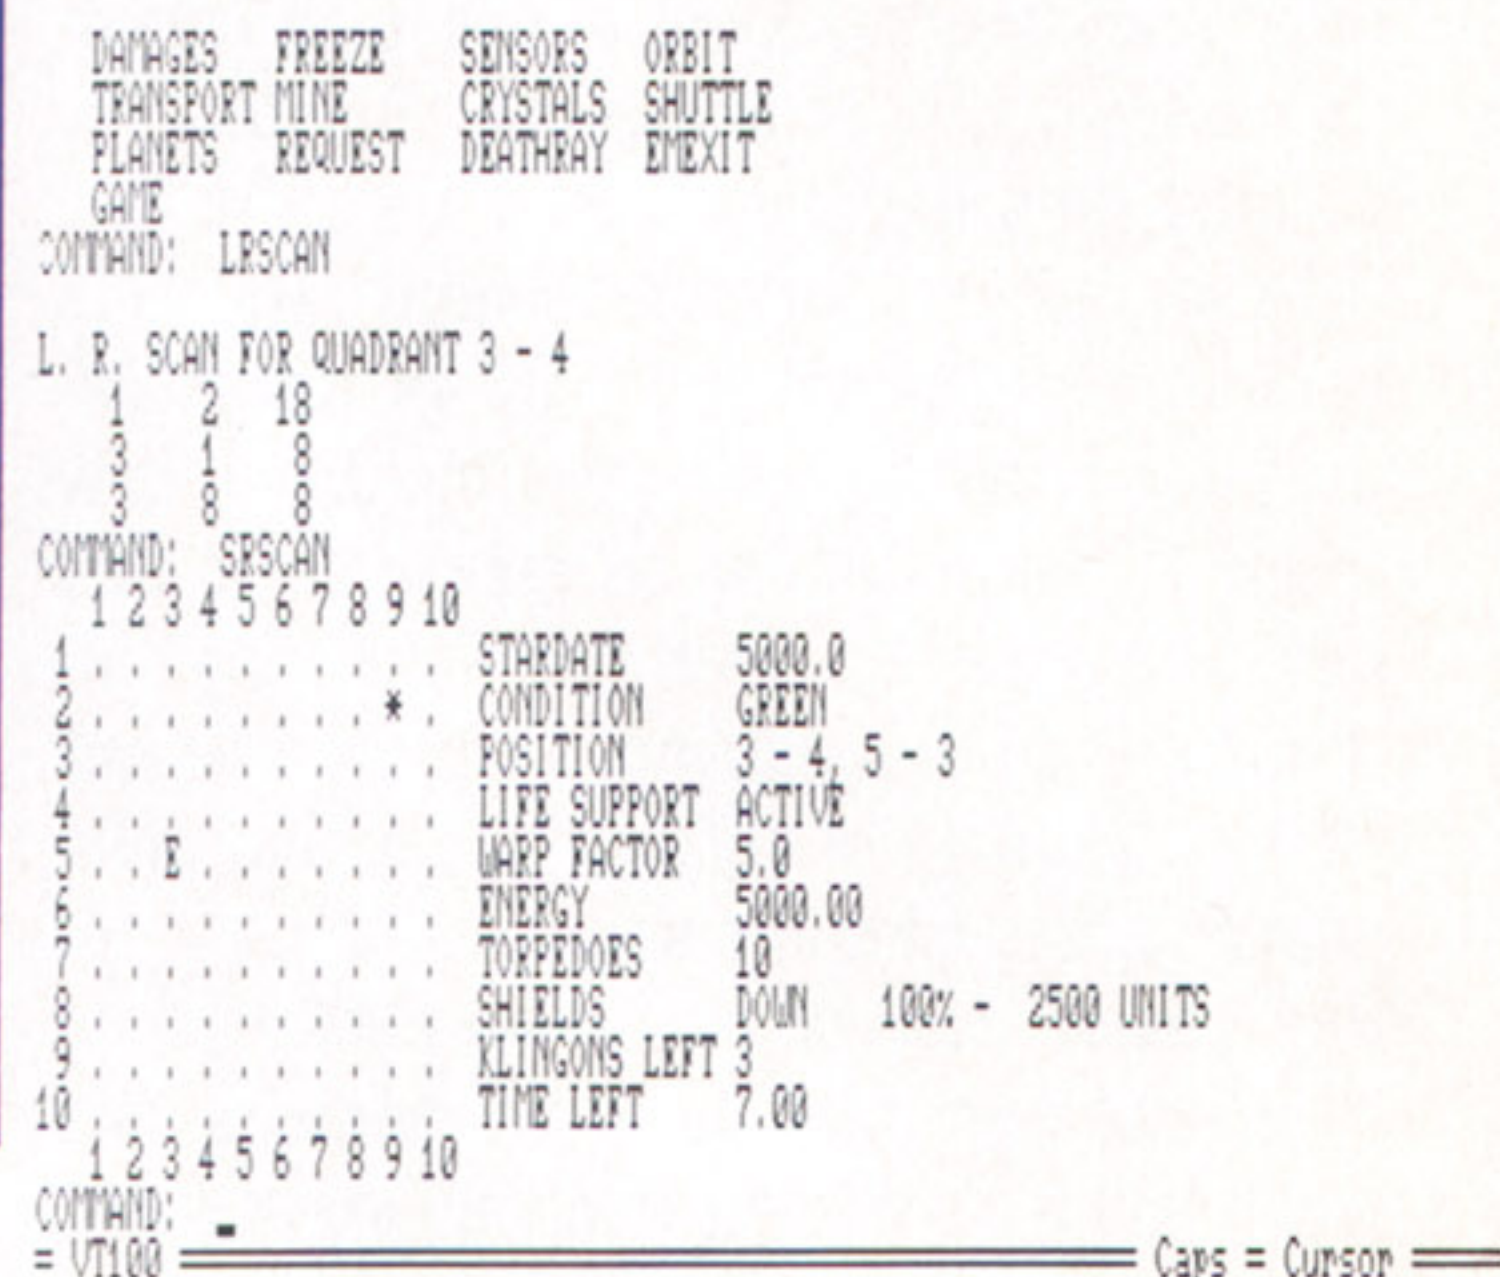 DAMAGES FREEZE SENSORS ORBIT
TRANSPORT MINE CRYSTALS SHUTTLE
PLANETS REQUEST DEATHRAY EMEXIT
GAME
COMMAND: LRSCAN
L. R. SCAN FOR QUADRANT 3 - 4
1 2 18
3 1 8
3 8 8
COMMAND: SRSCAN
1 2 3 4 5 6 7 8 9 10
1 . . . . . . . . . . STARDATE 5000.0
2 . . . . . . . . * . CONDITION GREEN
3 . . . . . . . . . . POSITION 3 - 4, 5 - 3
4 . . . . . . . . . . LIFE SUPPORT ACTIVE
5 . . E . . . . . . . WARP FACTOR 5.0
6 . . . . . . . . . . ENERGY 5000.00
7 . . . . . . . . . . TORPEDOES 10
8 . . . . . . . . . . SHIELDS DOWN 100% - 2500 UNITS
9 . . . . . . . . . . KLINGONS LEFT 3
10 . . . . . . . . . . TIME LEFT 7.00
1 2 3 4 5 6 7 8 9 10
COMMAND: _
= VT100 ═══ Caps = Cursor ═══